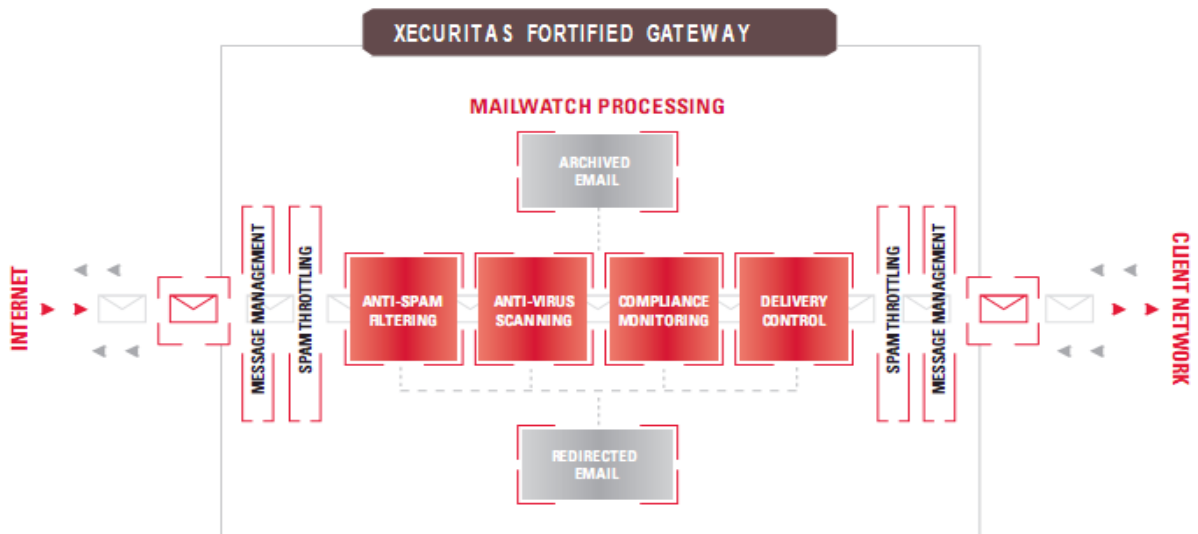 XECURITAS FORTIFIED GATEWAY
MAILWATCH PROCESSING
ARCHIVED
EMAIL
INTERNET
MESSAGE MANAGEMENT
SPAM THROTTLING
ANTI-SPAM
FILTERING
ANTI-VIRUS
SCANNING
COMPLIANCE
MONITORING
DELIVERY
CONTROL
SPAM THROTTLING
MESSAGE MANAGEMENT
CLIENT NETWORK
REDIRECTED
EMAIL